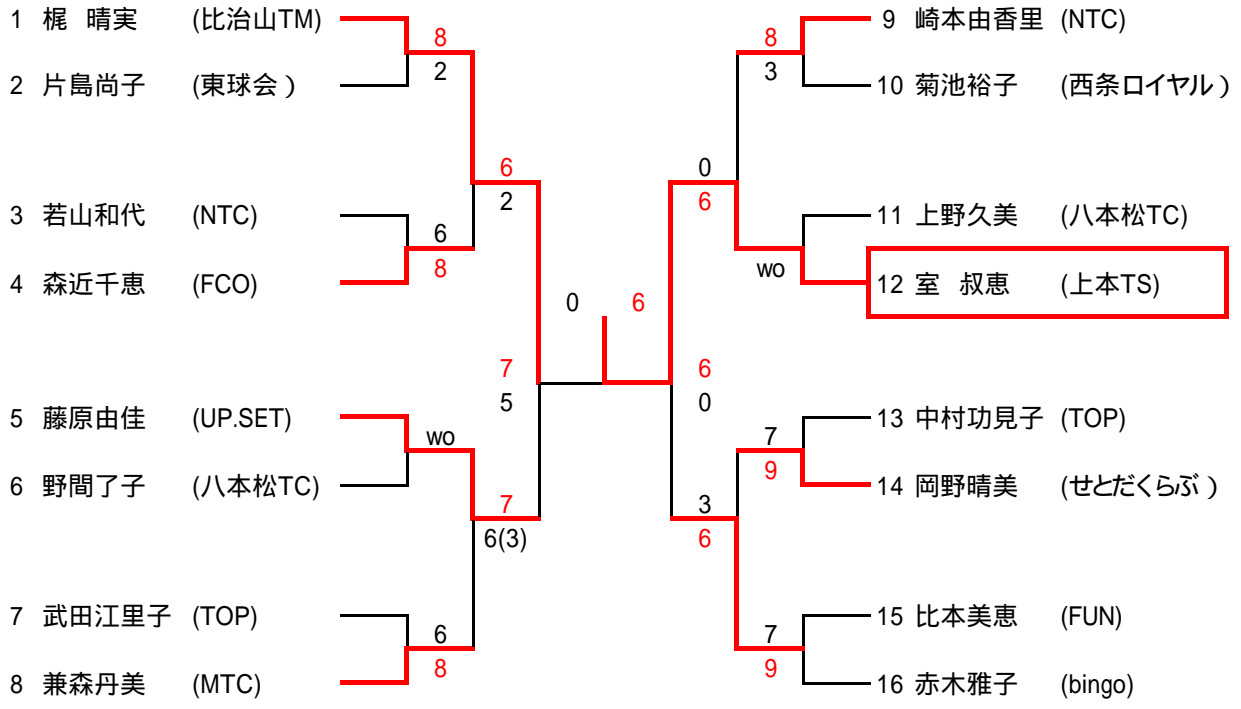 1 梶 晴実 (比治山TM)
8
2
2 片島尚子 (東球会)
6
2
3 若山和代 (NTC)
6
8
4 森近千恵 (FCO)
0 6
7
5
5 藤原由佳 (UP.SET)
wo
6 野間了子 (八本松TC)
7
6(3)
7 武田江里子 (TOP)
6
8
8 兼森丹美 (MTC)
9 崎本由香里 (NTC)
8
3
10 菊池裕子 (西条ロイヤル)
0
6
11 上野久美 (八本松TC)
wo
12 室 叔恵 (上本TS)
6
0
13 中村功見子 (TOP)
7
9
14 岡野晴美 (せとだくらぶ)
3
6
15 比本美恵 (FUN)
7
9
16 赤木雅子 (bingo)